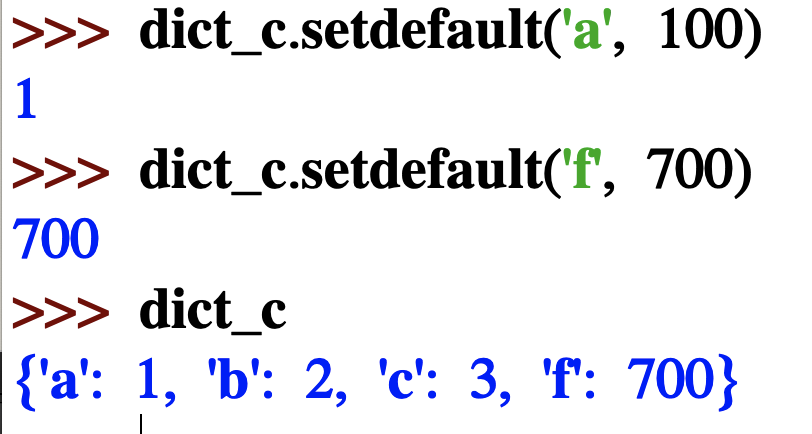 >>> dict_c.setdefault('a', 100)
1
>>> dict_c.setdefault('f', 700)
700
>>> dict_c
{'a': 1, 'b': 2, 'c': 3, 'f': 700}